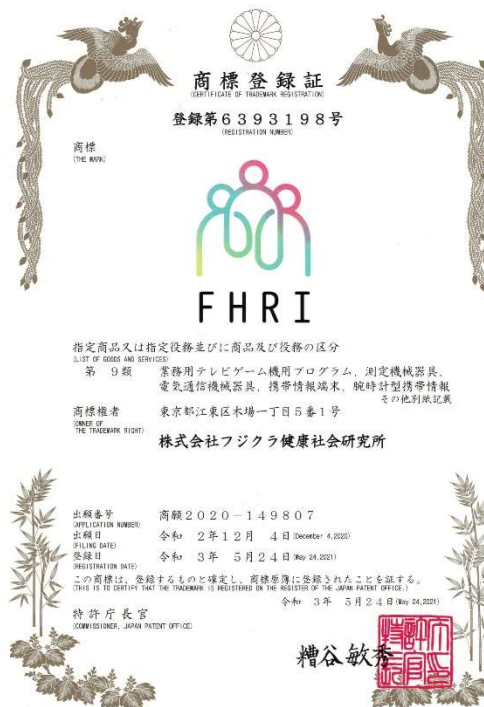 商標登録証
(CERTIFICATE OF TRADEMARK REGISTRATION)
登録第6393198号
(REGISTRATION NUMBER)
商標
(THE MARK)
FHRI
指定商品又は指定役務並びに商品及び役務の区分
(LIST OF GOODS AND SERVICES)
第 9類 業務用テレビゲーム機用プログラム,測定機械器具,
電気通信機械器具,携帯情報端末,腕時計型携帯情報
その他別紙記載
商標権者 東京都江東区木場一丁目5番1号
(OWNER OF
THE TRADEMARK RIGHT)
株式会社フジクラ健康社会研究所
出願番号 商願2020-149807
(APPLICATION NUMBER)
出願日 令和 2年12月 4日(December 4,2020)
(FILING DATE)
登録日 令和 3年 5月24日(May 24,2021)
(REGISTRATION DATE)
この商標は、登録するものと確定し、商標原簿に登録されたことを証する。
(THIS IS TO CERTIFY THAT THE TRADEMARK IS REGISTERED ON THE REGISTER OF THE JAPAN PATENT OFFICE.)
令和 3年 5月24日(May 24,2021)
特許庁長官
(COMMISSIONER, JAPAN PATENT OFFICE)
糟谷敏秀